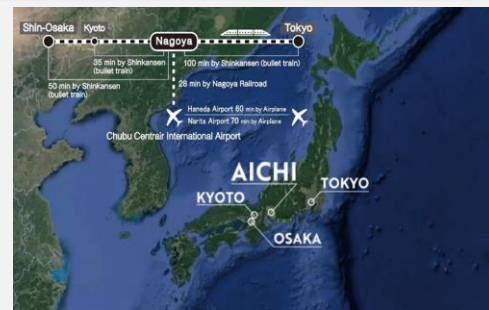 Shin-Osaka Kyoto Nagoya Tokyo
35 min by Shinkansen
(bullet train)
100 min by Shinkansen (bullet train)
50 min by Shinkansen
(bullet train)
28 min by Nagoya Railroad
Haneda Airport 60 min by Airplane
Narita Airport 70 min by Airplane
Chubu Centrair International Airport
AICHI
TOKYO
KYOTO
OSAKA